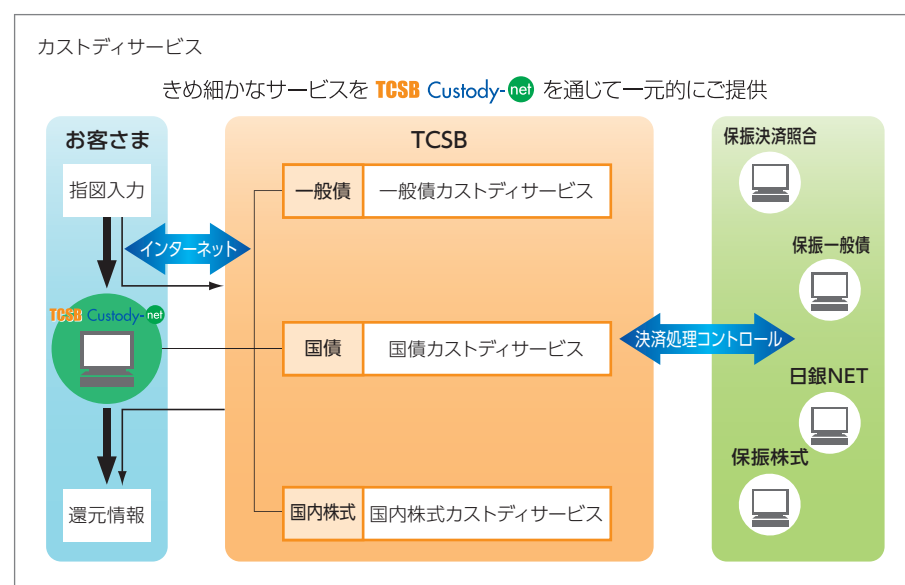 カストディサービス
きめ細かなサービスを TCSB Custody-net を通じて一元的にご提供
お客さま
指図入力
インターネット
TCSB Custody-net
還元情報
TCSB
一般債 一般債カストディサービス
国債 国債カストディサービス
国内株式 国内株式カストディサービス
決済処理コントロール
保振決済照合
保振一般債
日銀NET
保振株式